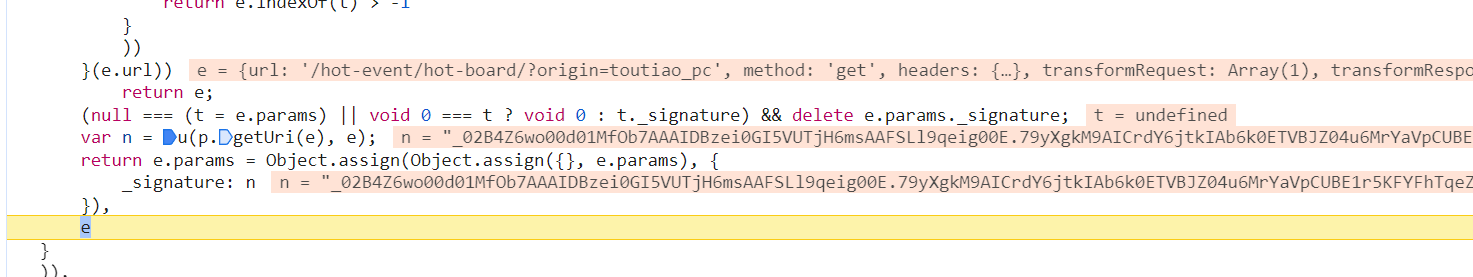 return e.indexOf(t) > -1
}
))
}(e.url)) e = {url: '/hot-event/hot-board/?origin=toutiao_pc', method: 'get', headers: {…}, transformRequest: Array(1), transformRespo
return e;
(null === (t = e.params) || void 0 === t ? void 0 : t._signature) && delete e.params._signature; t = undefined
var n = u(p.getUri(e), e); n = "_02B4Z6wo00d01MfOb7AAAIDBzei0GI5VUTjH6msAAFSLl9qeig00E.79yXgkM9AICrdY6jtkIAb6k0ETVBJZ04u6MrYaVpCUBE
return e.params = Object.assign(Object.assign({}, e.params), {
_signature: n n = "_02B4Z6wo00d01MfOb7AAAIDBzei0GI5VUTjH6msAAFSLl9qeig00E.79yXgkM9AICrdY6jtkIAb6k0ETVBJZ04u6MrYaVpCUBE1r5KFYFhTqeZ
}),
e
}
)),